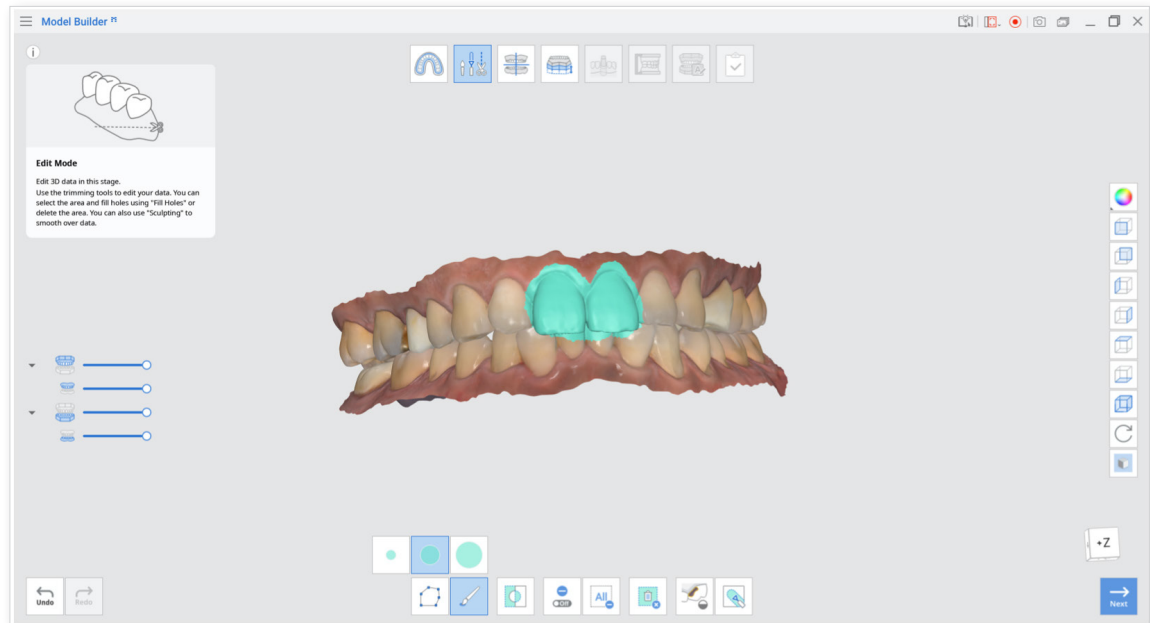 Model Builder
Edit Mode
Edit 3D data in this stage.
Use the trimming tools to edit your data. You can
select the area and fill holes using "Fill Holes" or
delete the area. You can also use "Sculpting" to
smooth over data.
+Z
Off
All
Undo
Redo
Next